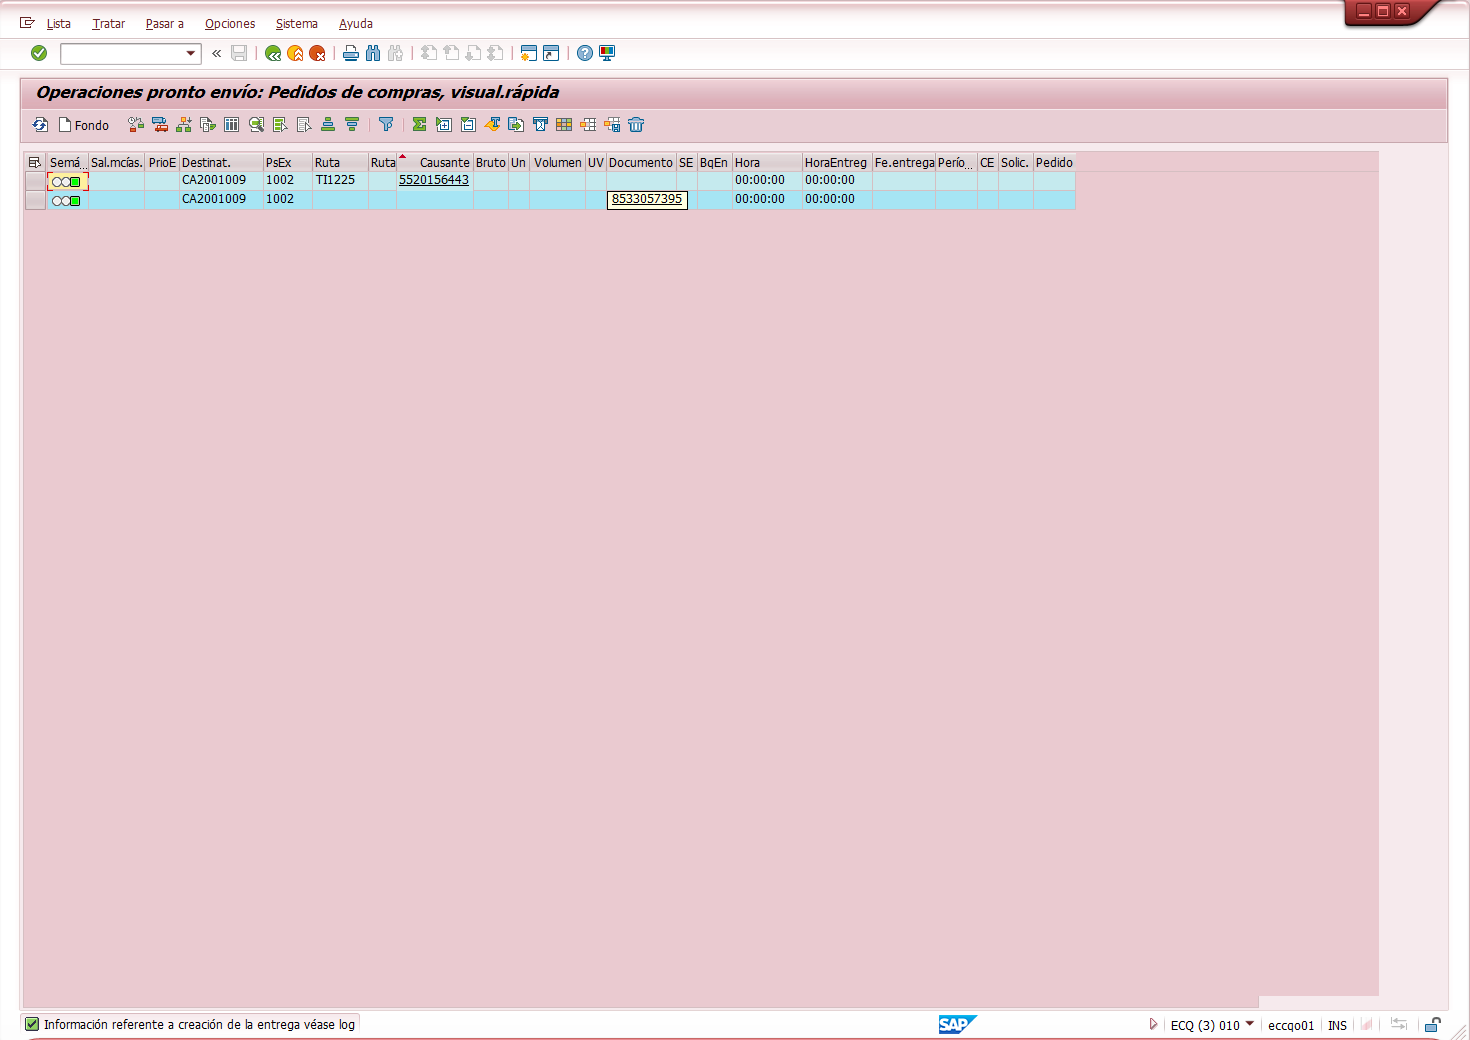 Lista Tratar Pasar a Opciones Sistema Ayuda
Operaciones pronto envío: Pedidos de compras, visual.rápida
Fondo
Semá... Sal.mcías. PrioE Destinat. PsEx Ruta Ruta Causante Bruto Un Volumen UV Documento SE BqEn Hora HoraEntreg Fe.entrega Perío... CE Solic. Pedido
CA2001009 1002 TI1225 5520156443 00:00:00 00:00:00
CA2001009 1002 8533057395 00:00:00 00:00:00
Información referente a creación de la entrega véase log SAP ECQ (3) 010 eccqo01 INS